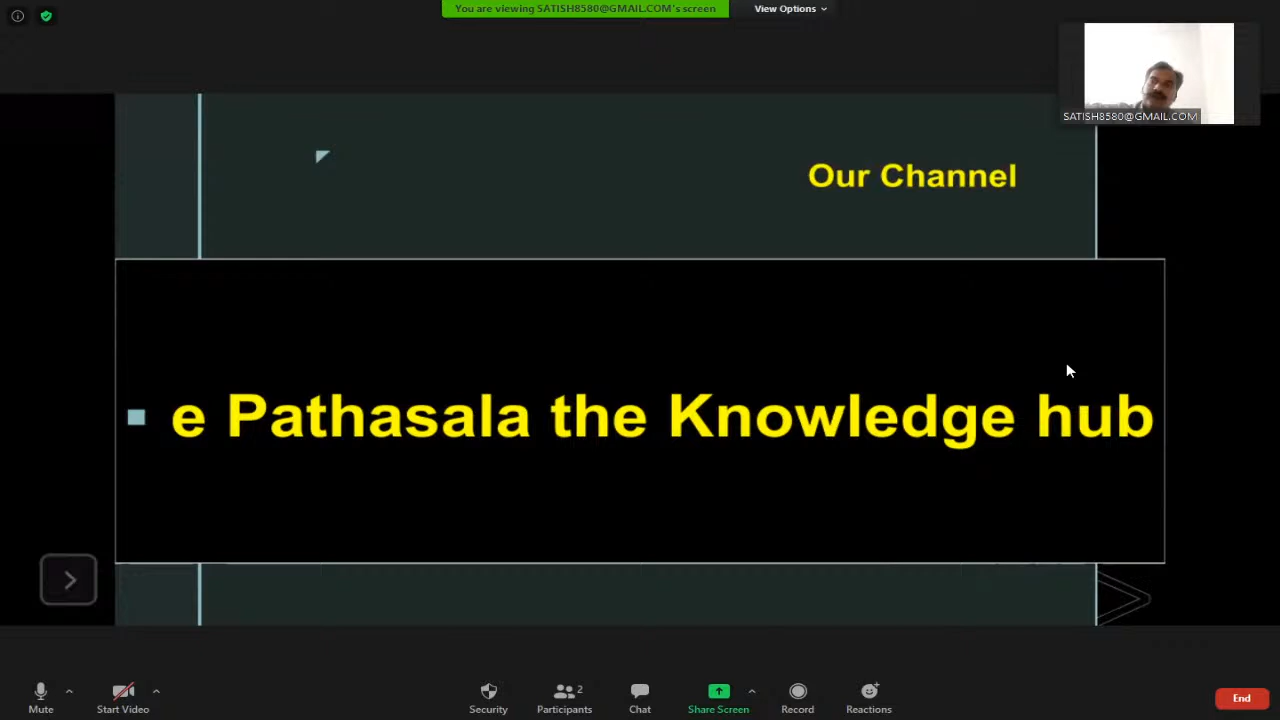 You are viewing SATISH8580@GMAIL.COM's screen
View Options
SATISH8580@GMAIL.COM
Our Channel
e Pathasala the Knowledge hub
Mute
Start Video
Security
2
Participants
Chat
Share Screen
Record
Reactions
End